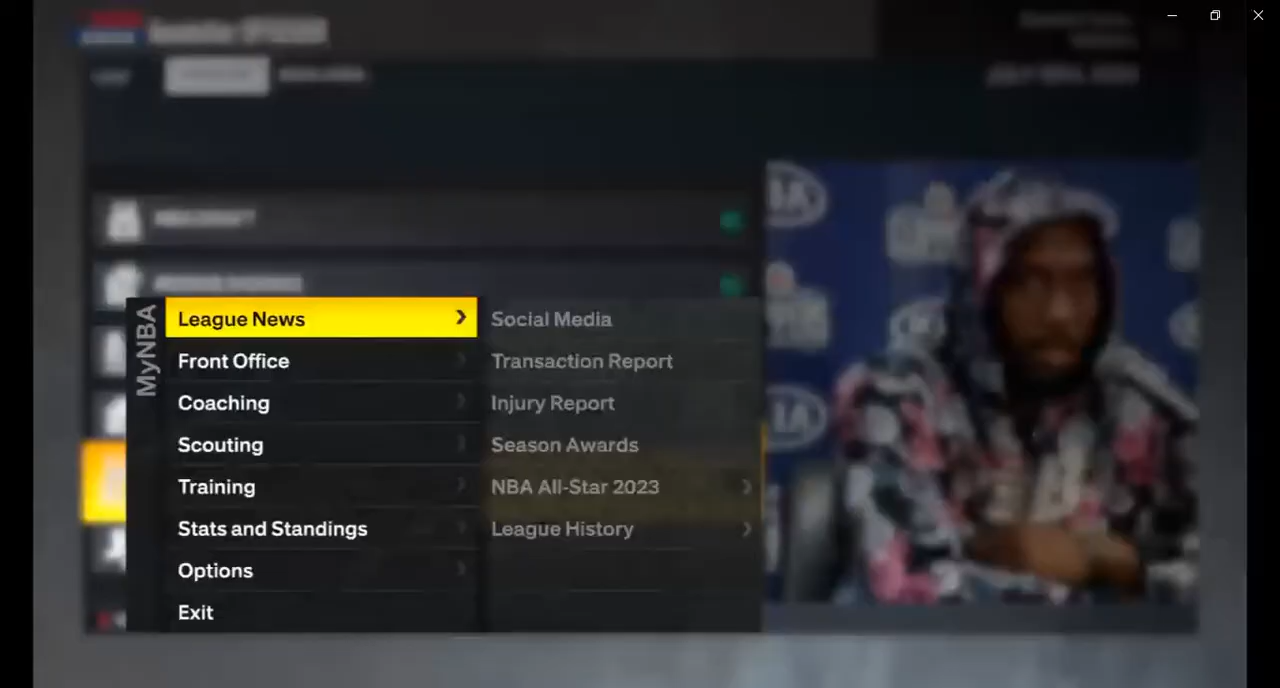 MyNBA
League News
Front Office
Coaching
Scouting
Training
Stats and Standings
Options
Exit
Social Media
Transaction Report
Injury Report
Season Awards
NBA All-Star 2023
League History